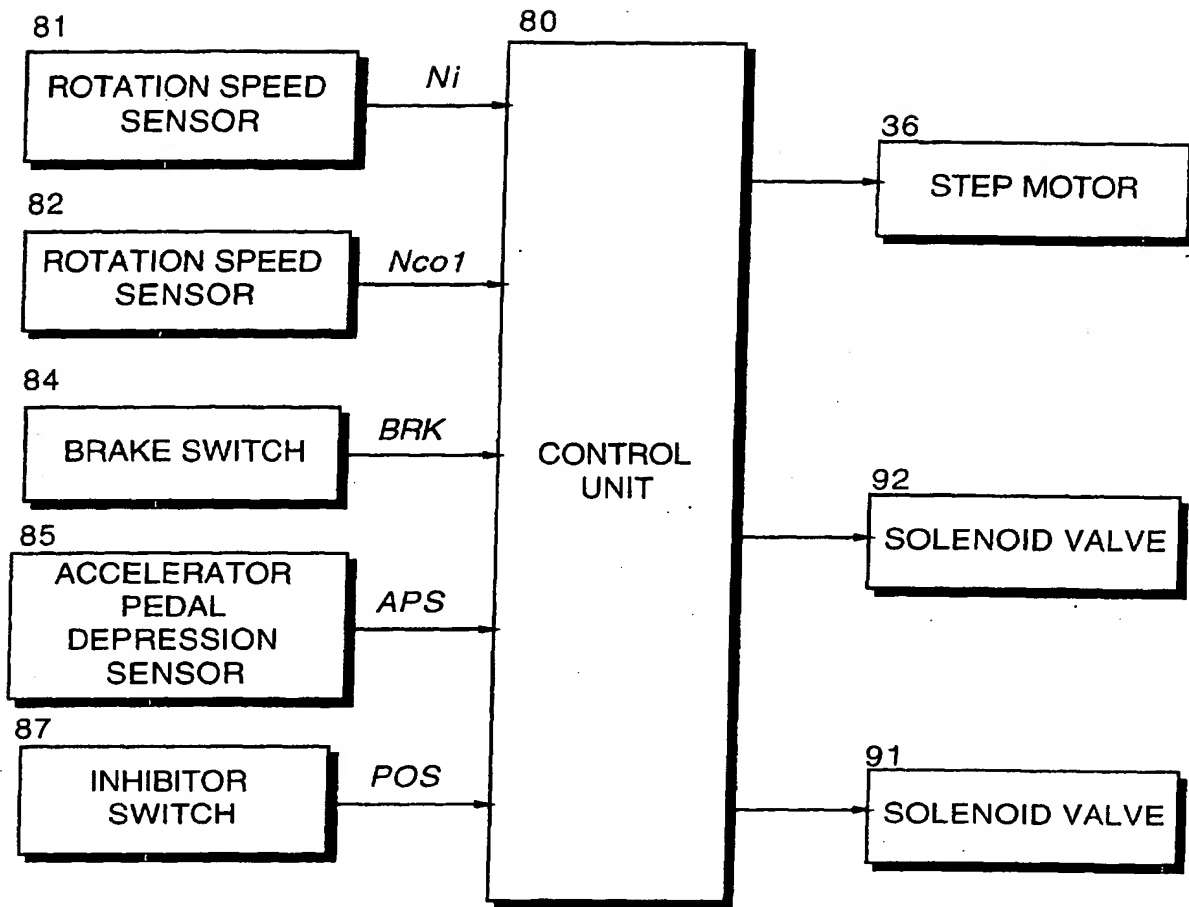 81
ROTATION SPEED
SENSOR
Ni
82
ROTATION SPEED
SENSOR
Nco1
84
BRAKE SWITCH
BRK
85
ACCELERATOR
PEDAL
DEPRESSION
SENSOR
APS
87
INHIBITOR
SWITCH
POS
80
CONTROL
UNIT
36
STEP MOTOR
92
SOLENOID VALVE
91
SOLENOID VALVE